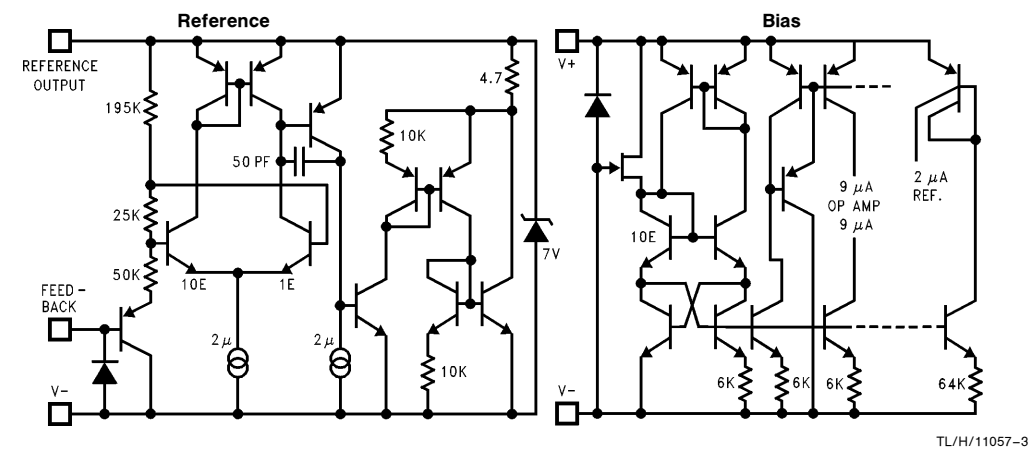 Reference
Bias
REFERENCE
OUTPUT
195K
25K
50K
FEED-
BACK
V-
10E
1E
50 PF
2μ
2μ
10K
4.7
10K
7V
V+
10E
V-
6K
6K
6K
64K
9 μA
OP AMP
9 μA
2 μA
REF.
TL/H/11057-3